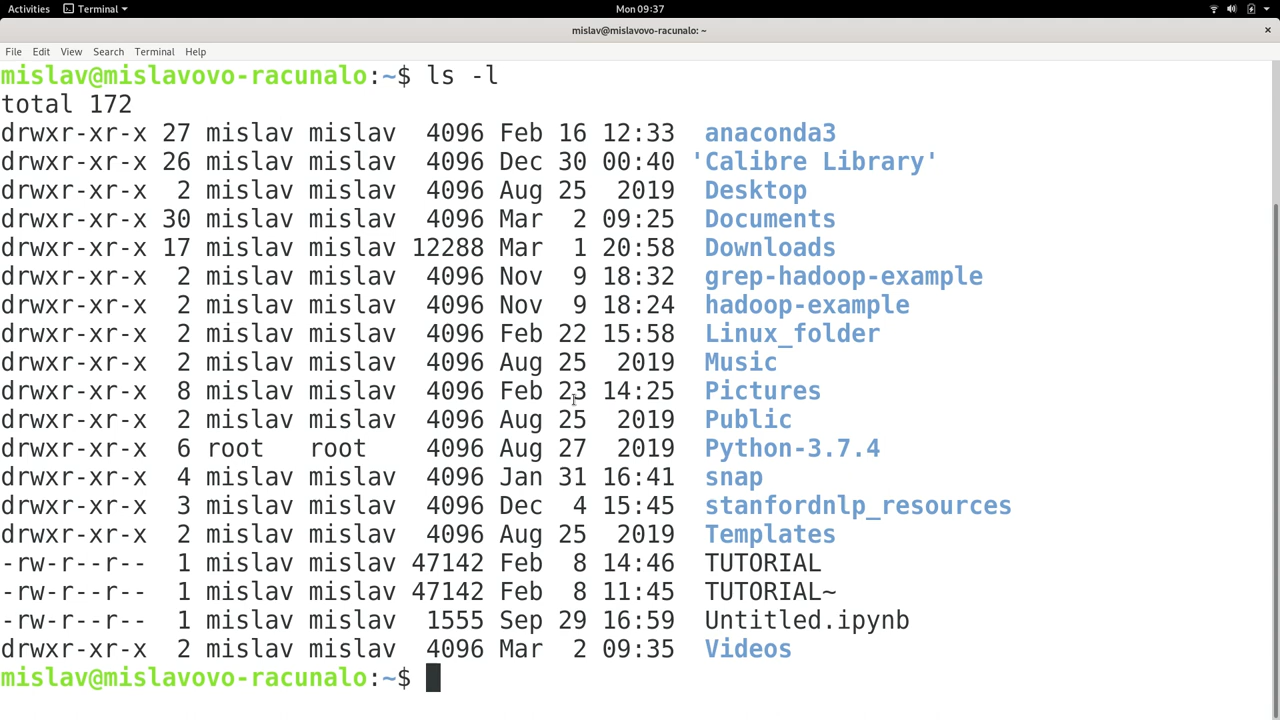 Activities Terminal Mon 09:37
mislav@mislavovo-racunalo: ~
File Edit View Search Terminal Help
mislav@mislavovo-racunalo:~$ ls -l
total 172
drwxr-xr-x 27 mislav mislav  4096 Feb 16 12:33  anaconda3
drwxr-xr-x 26 mislav mislav  4096 Dec 30 00:40 'Calibre Library'
drwxr-xr-x  2 mislav mislav  4096 Aug 25  2019  Desktop
drwxr-xr-x 30 mislav mislav  4096 Mar  2 09:25  Documents
drwxr-xr-x 17 mislav mislav 12288 Mar  1 20:58  Downloads
drwxr-xr-x  2 mislav mislav  4096 Nov  9 18:32  grep-hadoop-example
drwxr-xr-x  2 mislav mislav  4096 Nov  9 18:24  hadoop-example
drwxr-xr-x  2 mislav mislav  4096 Feb 22 15:58  Linux_folder
drwxr-xr-x  2 mislav mislav  4096 Aug 25  2019  Music
drwxr-xr-x  8 mislav mislav  4096 Feb 23 14:25  Pictures
drwxr-xr-x  2 mislav mislav  4096 Aug 25  2019  Public
drwxr-xr-x  6 root   root    4096 Aug 27  2019  Python-3.7.4
drwxr-xr-x  4 mislav mislav  4096 Jan 31 16:41  snap
drwxr-xr-x  3 mislav mislav  4096 Dec  4 15:45  stanfordnlp_resources
drwxr-xr-x  2 mislav mislav  4096 Aug 25  2019  Templates
-rw-r--r--  1 mislav mislav 47142 Feb  8 14:46  TUTORIAL
-rw-r--r--  1 mislav mislav 47142 Feb  8 11:45  TUTORIAL~
-rw-r--r--  1 mislav mislav  1555 Sep 29 16:59  Untitled.ipynb
drwxr-xr-x  2 mislav mislav  4096 Mar  2 09:35  Videos
mislav@mislavovo-racunalo:~$